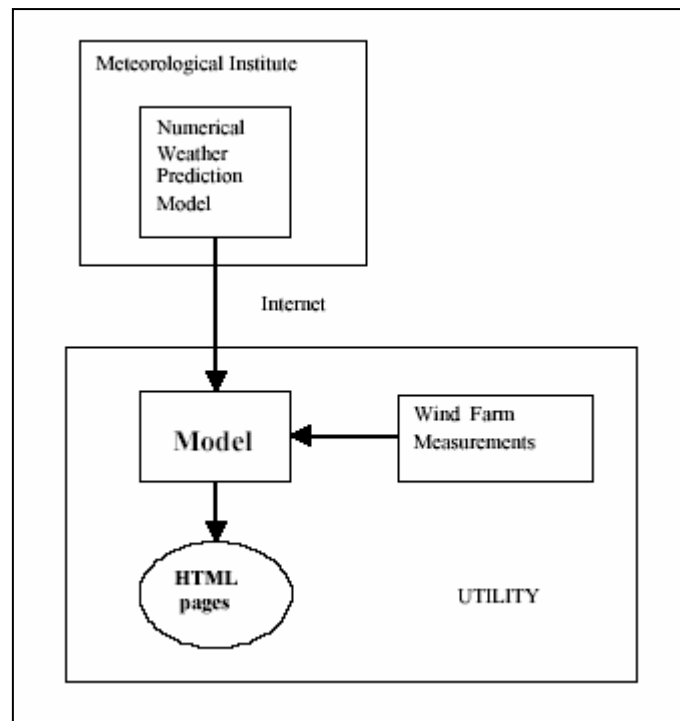 Meteorological Institute
Numerical
Weather
Prediction
Model
Internet
Model
Wind Farm
Measurements
HTML
pages
UTILITY